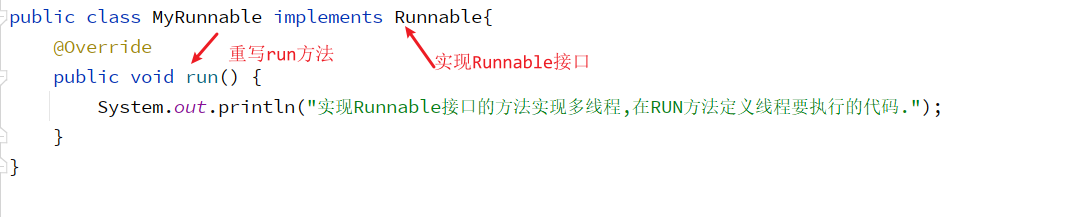 public class MyRunnable implements Runnable{
@Override
重写run方法
实现Runnable接口
public void run() {
System.out.println("实现Runnable接口的方法实现多线程,在RUN方法定义线程要执行的代码.");
}
}